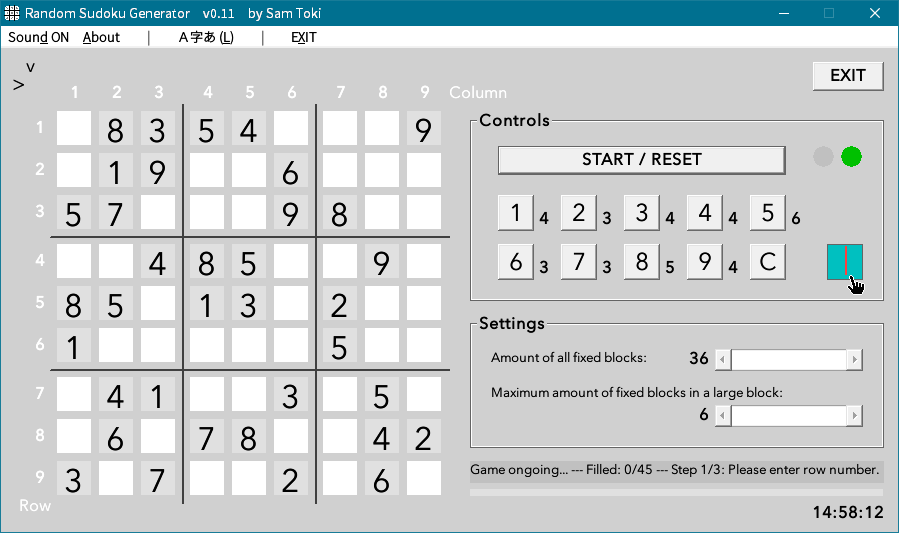 Random Sudoku Generator v0.11 by Sam Toki
Sound ON About | A 字あ (L) | EXIT
v
>
EXIT
1 2 3 4 5 6 7 8 9 Column
1 8 3 5 4 9
2 1 9 6
3 5 7 9 8
4 4 8 5 9
5 8 5 1 3 2
6 1 5
7 4 1 3 5
8 6 7 8 4 2
9 3 7 2 6
Row
Controls
START / RESET
1 4 2 3 3 4 4 4 5 6
6 3 7 3 8 5 9 4 C
Settings
Amount of all fixed blocks: 36
Maximum amount of fixed blocks in a large block:
6
Game ongoing... --- Filled: 0/45 --- Step 1/3: Please enter row number.
14:58:12